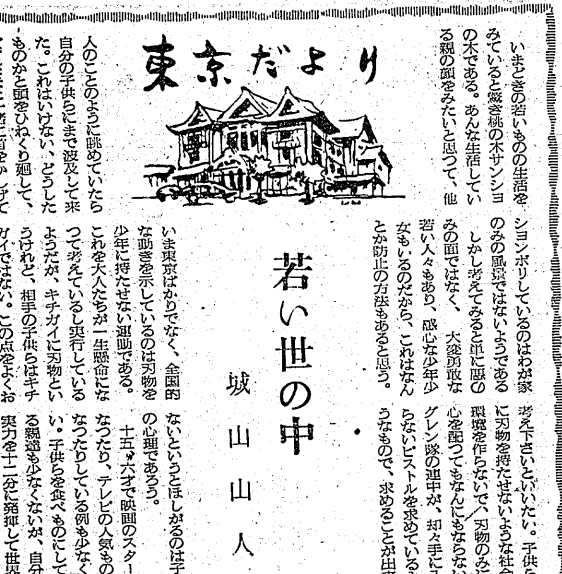 東京だより
いまどきの若いものの生活を
みていると驚き桃の木サンショ
の木である。あんな生活してい
る親の顔をみたいと思つて、他
人のことのように眺めていたら
自分の子供らにまで波及して来
た。これはいけない、どうした
ものかと頭をひねくり廻して、
ションボリしているのはわが家
のみの風景ではないようである
しかし考えてみると単に悪の
みの面ではなく、大変勇敢な
若い人々もあり、感心な少年少
女もいるのだから、これはなん
とか防止の方法もあると思う。
若い世の中
城山山人
いま東京ばかりでなく、全国的
な動きを示しているのは刃物を
少年に持たせない運動である。
これを大人たちが一生懸命にな
つて考えているし実行している
ようだが、キチガイに刃物とい
うけれど、相手の子供らはキチ
ガイではない。この点をよくお
考え下さいといいたい。子供ら
に刃物を持たせないような社
環境を作らないで、刃物のみに
心を配つてもなんにもならない
グレン隊の連中が、却々手に
らないピストルを求めている
うなもので、求めることが出
ないというとほしがるのは子
の心理であろう。
十五、六才で映画のスター
なつたり、テレビの人気もの
なつたりしている例も少なく
い。子供らを食べものにして
る親達も少なくないが、自分
実力を十二分に発揮して世界